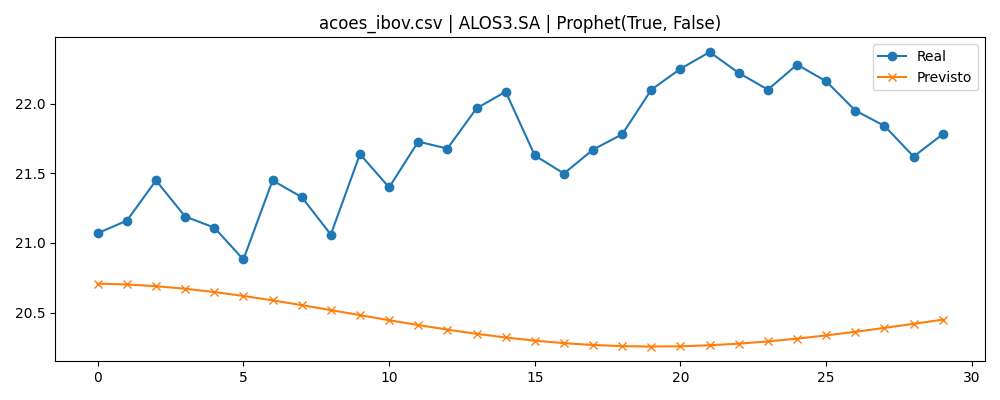 acoes_ibov.csv | ALOS3.SA | Prophet(True, False)
Real
Previsto
22.0
21.5
21.0
20.5
0 5 10 15 20 25 30